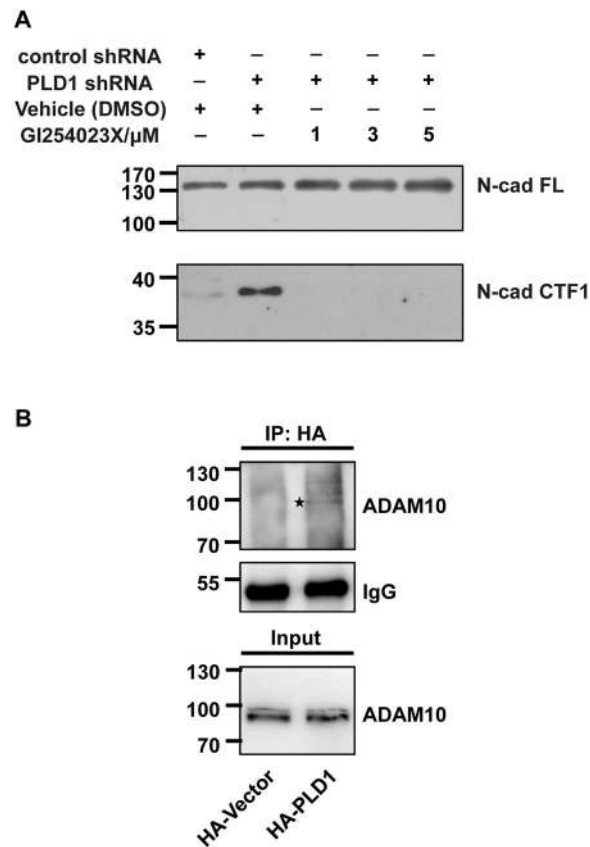 A
control shRNA + – – – –
PLD1 shRNA – + + + +
Vehicle (DMSO) + + – – –
GI254023X/μM – – 1 3 5
170
130
100
N-cad FL
40
35
N-cad CTF1
B
IP: HA
130
100
70
★
ADAM10
55
IgG
Input
130
100
70
ADAM10
HA-Vector
HA-PLD1